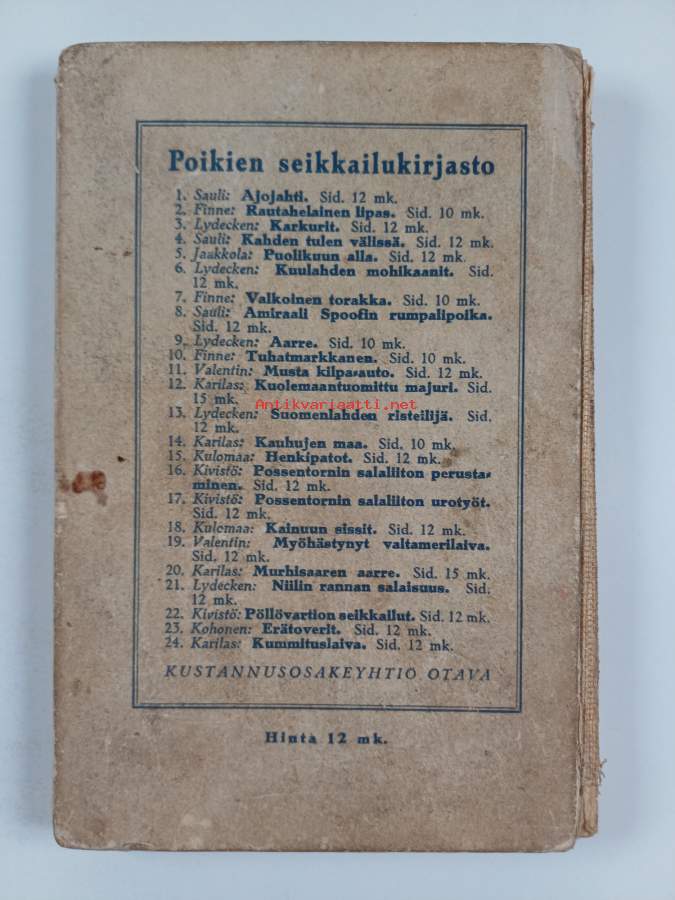 Poikien seikkailukirjasto
1. Sauli: Ajojahti. Sid. 12 mk.
2. Finne: Rautahelainen lipas. Sid. 10 mk.
3. Lydecken: Karkurit. Sid. 12 mk.
4. Sauli: Kahden tulen välissä. Sid. 12 mk.
5. Jaakkola: Puolikuun alla. Sid. 12 mk.
6. Lydecken: Kuulahden mohikaanit. Sid.
12 mk.
7. Finne: Valkoinen torakka. Sid. 10 mk.
8. Sauli: Amiraali Spoofin rumpalipoika.
Sid. 12 mk.
9. Lydecken: Aarre. Sid. 10 mk.
10. Finne: Tuhatmarkkanen. Sid. 10 mk.
11. Valentin: Musta kilpa-auto. Sid. 12 mk.
12. Karilas: Kuolemaantuomittu majuri. Sid.
15 mk.
Antikvariaatti.net
13. Lydecken: Suomenlahden risteilijä. Sid.
12 mk.
14. Karilas: Kauhujen maa. Sid. 10 mk.
15. Kulomaa: Henkipatot. Sid. 12 mk.
16. Kivistö: Possentornin salaliiton perusta-
minen. Sid. 12 mk.
17. Kivistö: Possentornin salaliiton urotyöt.
Sid. 12 mk.
18. Kulomaa: Kainuun sissit. Sid. 12 mk.
19. Valentin: Myöhästynyt valtamerilaiva.
Sid. 12 mk.
20. Karilas: Murhisaaren aarre. Sid. 15 mk.
21. Lydecken: Niilin rannan salaisuus. Sid.
12 mk.
22. Kivistö: Pöllövartion seikkailut. Sid. 12 mk.
23. Kohonen: Erätoverit. Sid. 12 mk.
24. Karilas: Kummituslaiva. Sid. 12 mk.
KUSTANNUSOSAKEYHTIÖ OTAVA
Hinta 12 mk.